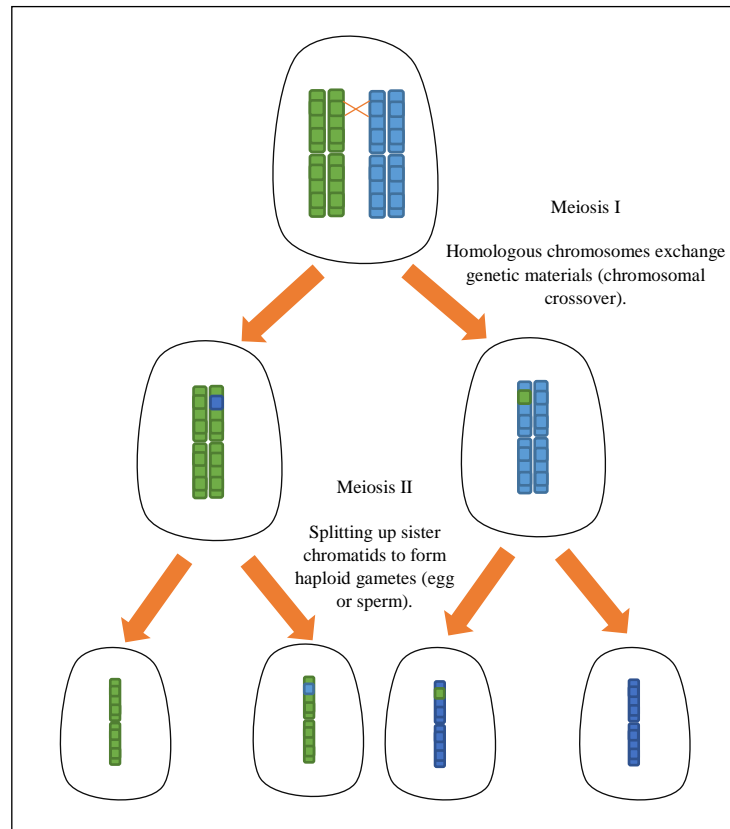 Meiosis I
Homologous chromosomes exchange
genetic materials (chromosomal
crossover).
Meiosis II
Splitting up sister
chromatids to form
haploid gametes (egg
or sperm).